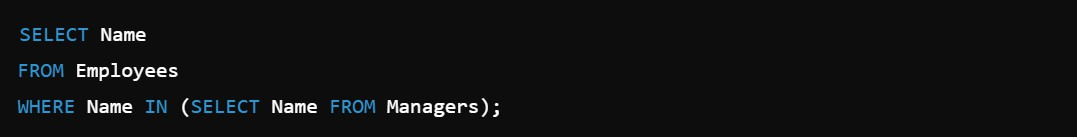 SELECT Name
FROM Employees
WHERE Name IN (SELECT Name FROM Managers);